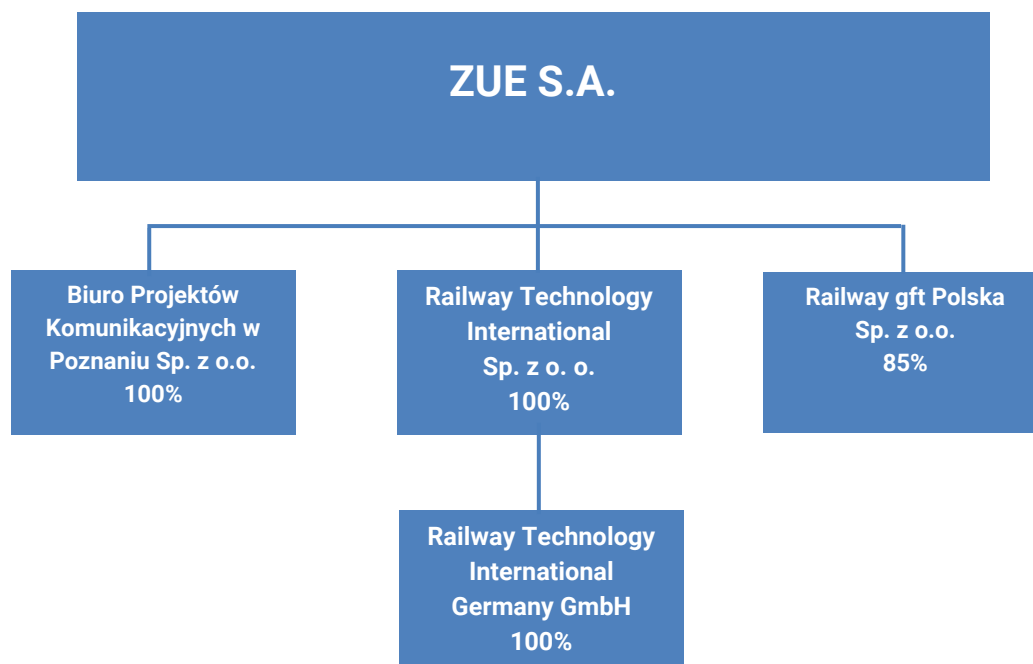 ZUE S.A.
Biuro Projektów
Komunikacyjnych w
Poznaniu Sp. z o.o.
100%
Railway Technology
International
Sp. z o. o.
100%
Railway gft Polska
Sp. z o.o.
85%
Railway Technology
International
Germany GmbH
100%